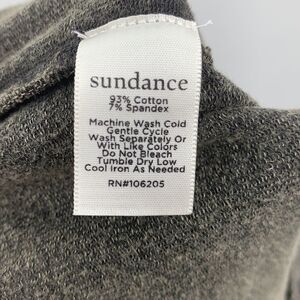 sundance
93% Cotton
7% Spandex
Machine Wash Cold
Gentle Cycle
Wash Separately Or
With Like Colors
Do Not Bleach
Tumble Dry Low
Cool Iron As Needed
RN#106205